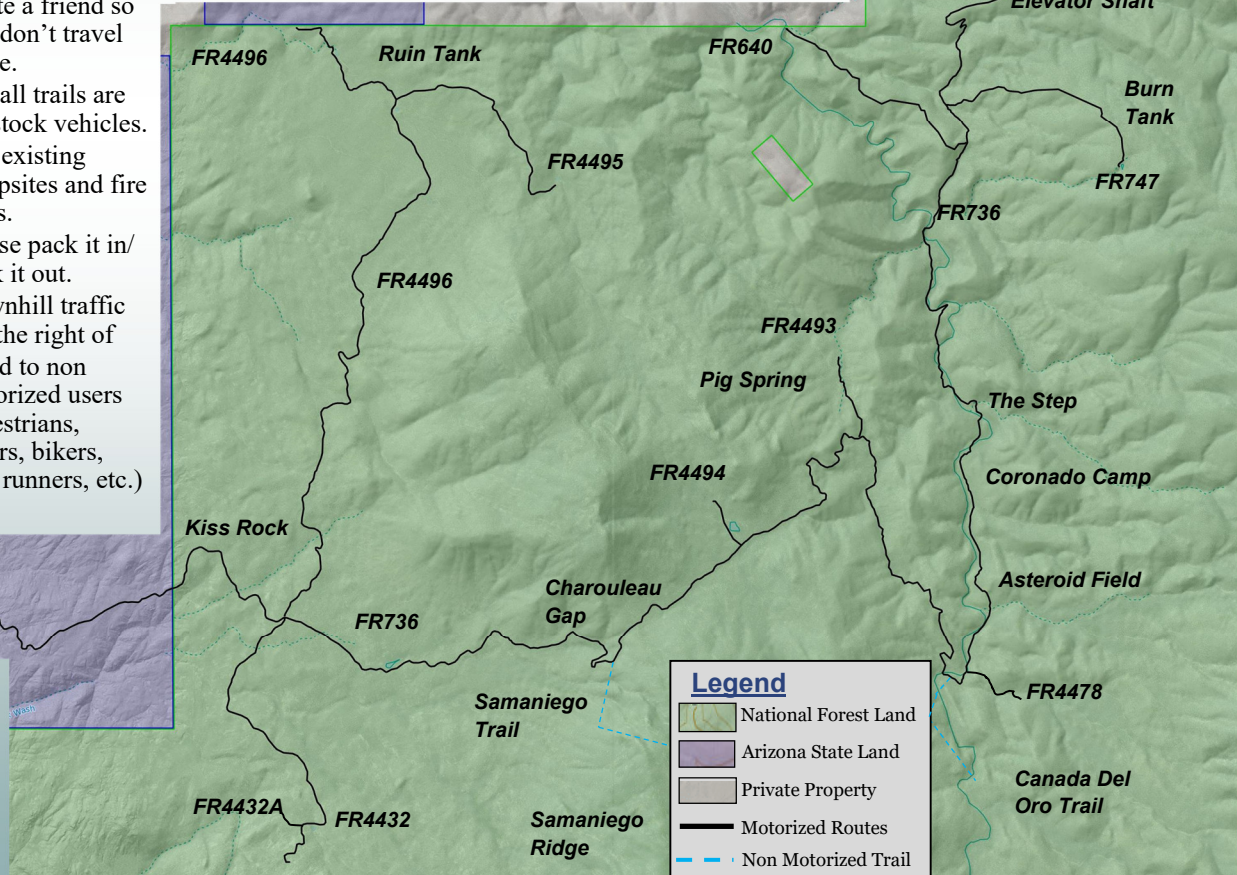 te a friend so
don't travel
e.
all trails are
stock vehicles.
existing
psites and fire
s.
se pack it in/
k it out.
wnhill traffic
the right of
d to non
orized users
estrians,
rs, bikers,
runners, etc.)
Elevator Shaft
FR4496
Ruin Tank
FR640
Burn
Tank
FR4495
FR747
FR736
FR4496
FR4493
Pig Spring
The Step
FR4494
Coronado Camp
Kiss Rock
Charouleau
Gap
Asteroid Field
FR736
Samaniego
Trail
FR4478
Wash
Canada Del
Oro Trail
FR4432A
FR4432
Samaniego
Ridge
Legend
National Forest Land
Arizona State Land
Private Property
Motorized Routes
Non Motorized Trail